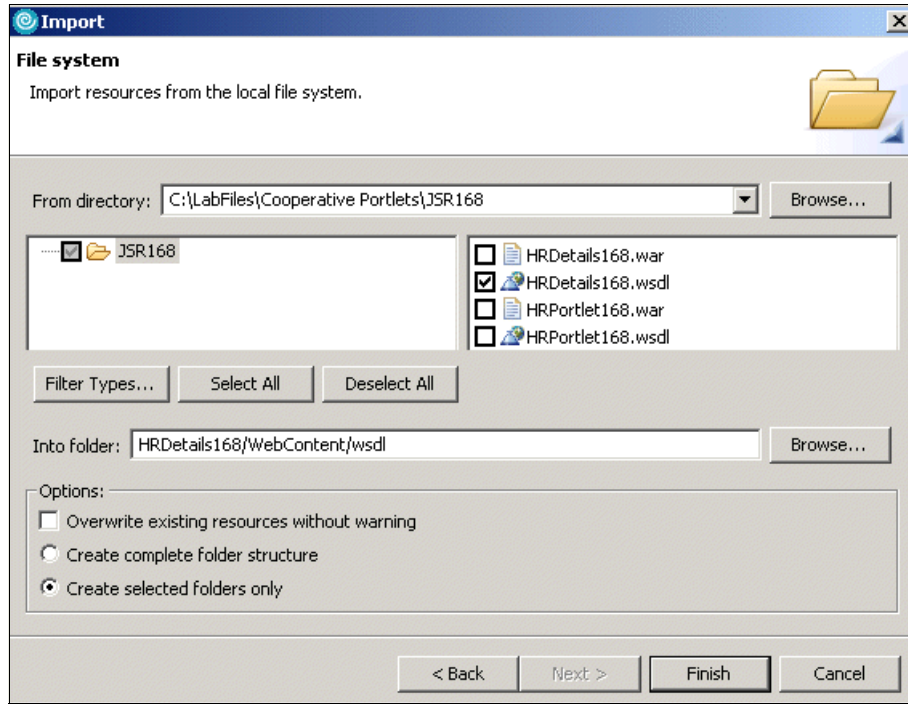 Import
File system
Import resources from the local file system.
From directory: C:\LabFiles\Cooperative Portlets\JSR168 Browse...
JSR168
HRDetails168.war
HRDetails168.wsdl
HRPortlet168.war
HRPortlet168.wsdl
Filter Types... Select All Deselect All
Into folder: HRDetails168/WebContent/wsdl Browse...
Options:
Overwrite existing resources without warning
Create complete folder structure
Create selected folders only
< Back Next > Finish Cancel